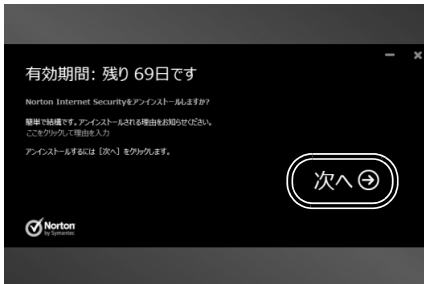 有効期間: 残り 69日です
Norton Internet Securityをアンインストールしますか?
簡単で結構です。アンインストールされる理由をお知らせください。
ここをクリックして理由を入力
アンインストールするには [次へ] をクリックします。
次へ
Norton
by Symantec